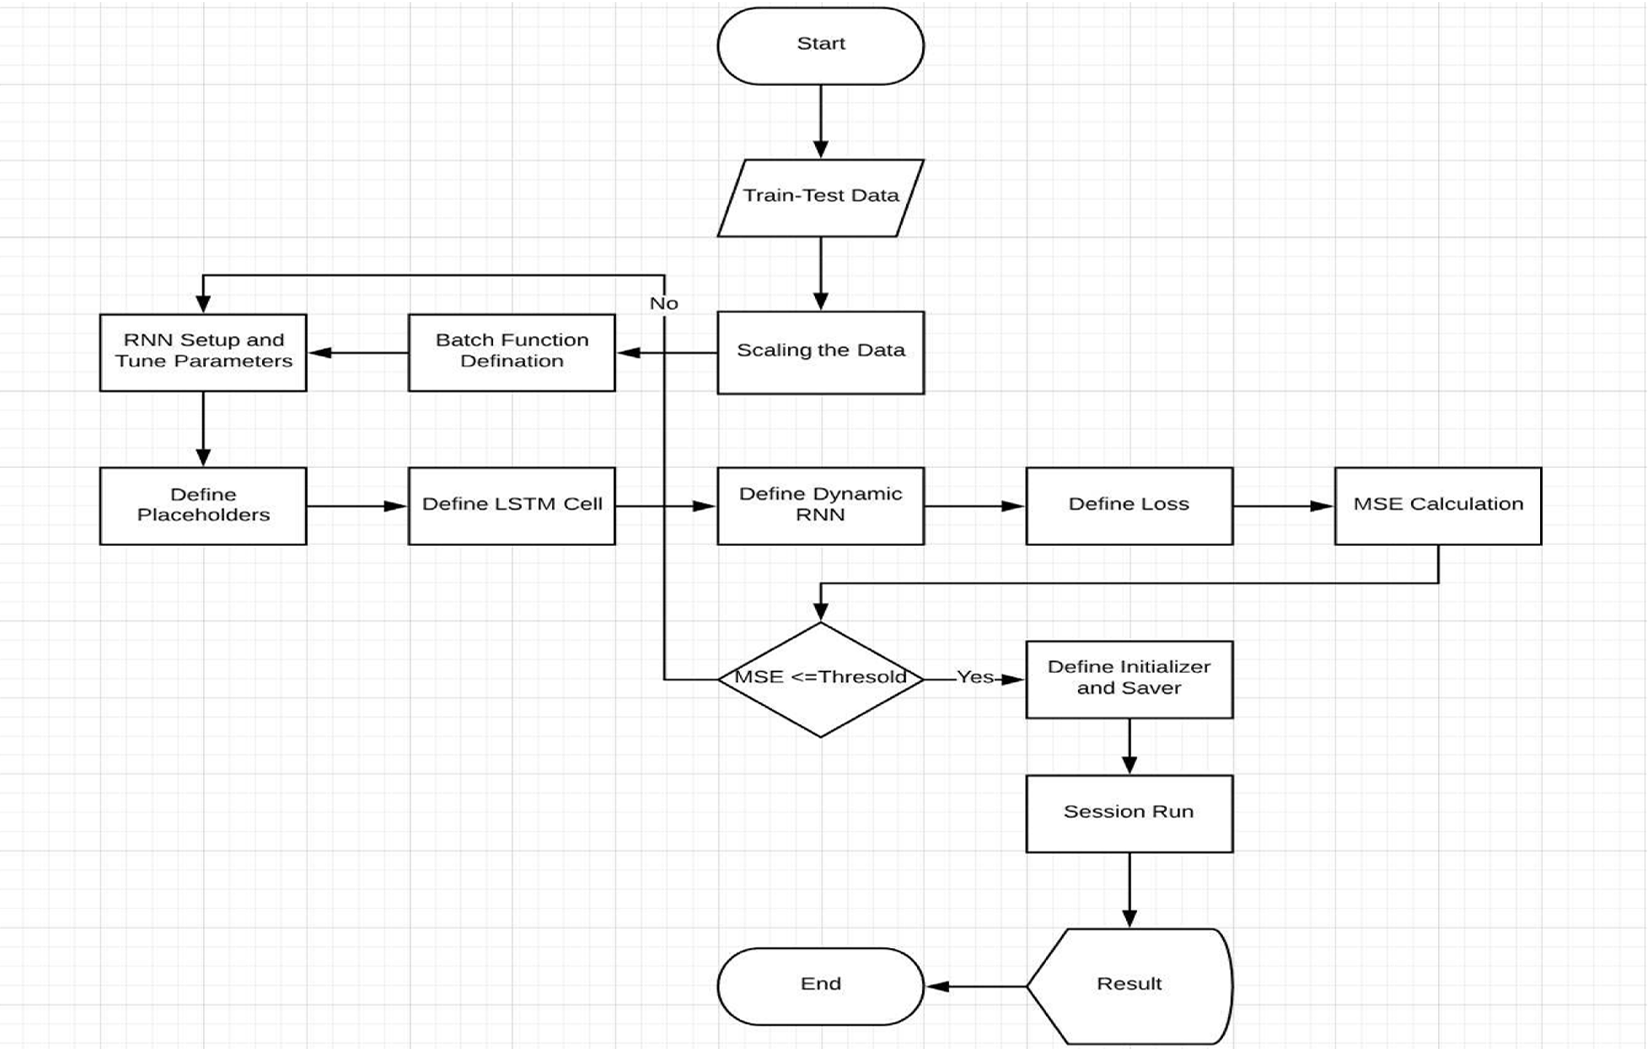 Start
Train-Test Data
No
RNN Setup and
Tune Parameters
Batch Function
Defination
Scaling the Data
Define
Placeholders
Define LSTM Cell
Define Dynamic
RNN
Define Loss
MSE Calculation
MSE <=Thresold
Yes
Define Initializer
and Saver
Session Run
End
Result